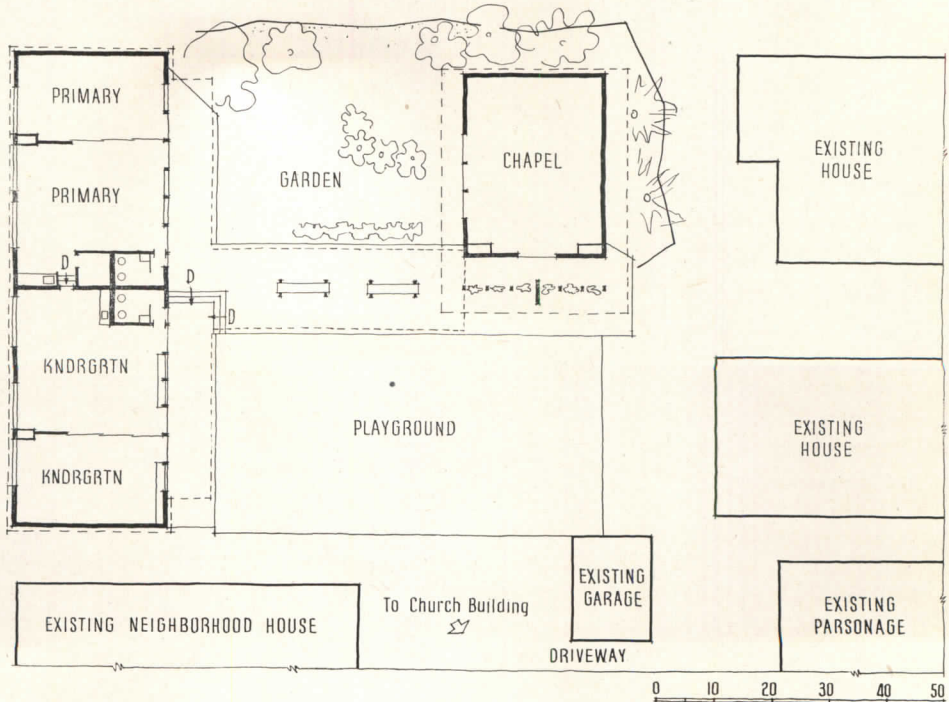 PRIMARY
PRIMARY
GARDEN
CHAPEL
EXISTING
HOUSE
D
D
D
KNDRGRTN
PLAYGROUND
EXISTING
HOUSE
KNDRGRTN
EXISTING NEIGHBORHOOD HOUSE
To Church Building
EXISTING
GARAGE
EXISTING
PARSONAGE
DRIVEWAY
0 10 20 30 40 50